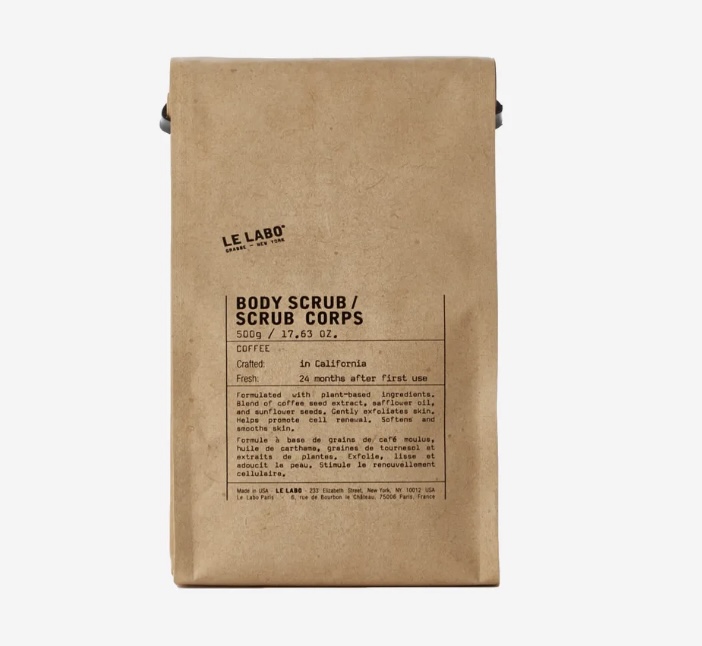 LE LABO
GRASSE — NEW YORK
BODY SCRUB /
SCRUB CORPS
500g / 17.63 OZ.
COFFEE
Crafted: in California
Fresh: 24 months after first use
Formulated with plant-based ingredients.
Blend of coffee seed extract, safflower oil,
and sunflower seeds. Gently exfoliates skin.
Helps promote cell renewal. Softens and
smooths skin.
Formule à base de grains de café moulus,
huile de carthame, graines de tournesol et
extraits de plantes. Exfolie, lisse et
adoucit la peau. Stimule le renouvellement
cellulaire.
Made in USA - LE LABO - 233 Elizabeth Street, New York, NY 10012 USA
Le Labo Paris - 6, rue de Bourbon le Château, 75006 Paris, France